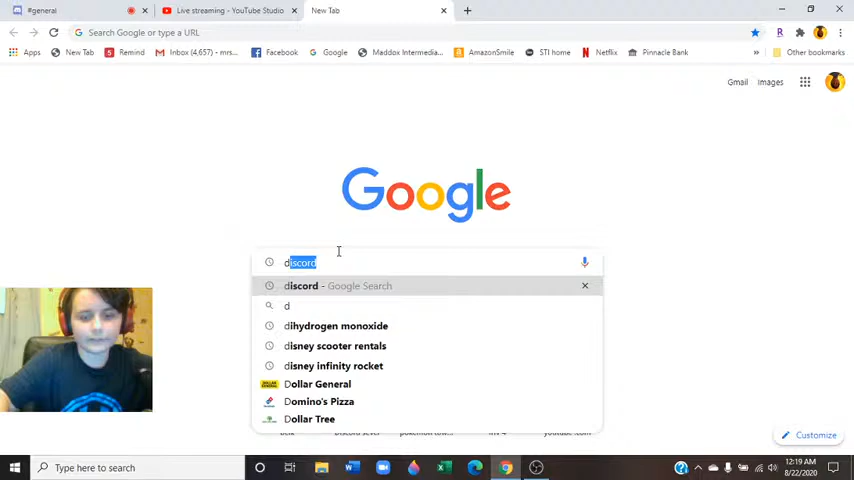 #general
Live streaming - YouTube Studio
New Tab
Search Google or type a URL
Apps
New Tab
Remind
Inbox (4,657) - mrs...
Facebook
Google
Maddox Intermediat...
AmazonSmile
STI home
Netflix
Pinnacle Bank
Other bookmarks
Gmail
Images
Google
discord
discord - Google Search
d
dihydrogen monoxide
disney scooter rentals
disney infinity rocket
Dollar General
Domino's Pizza
Dollar Tree
Customize
Type here to search
12:19 AM
8/22/2020